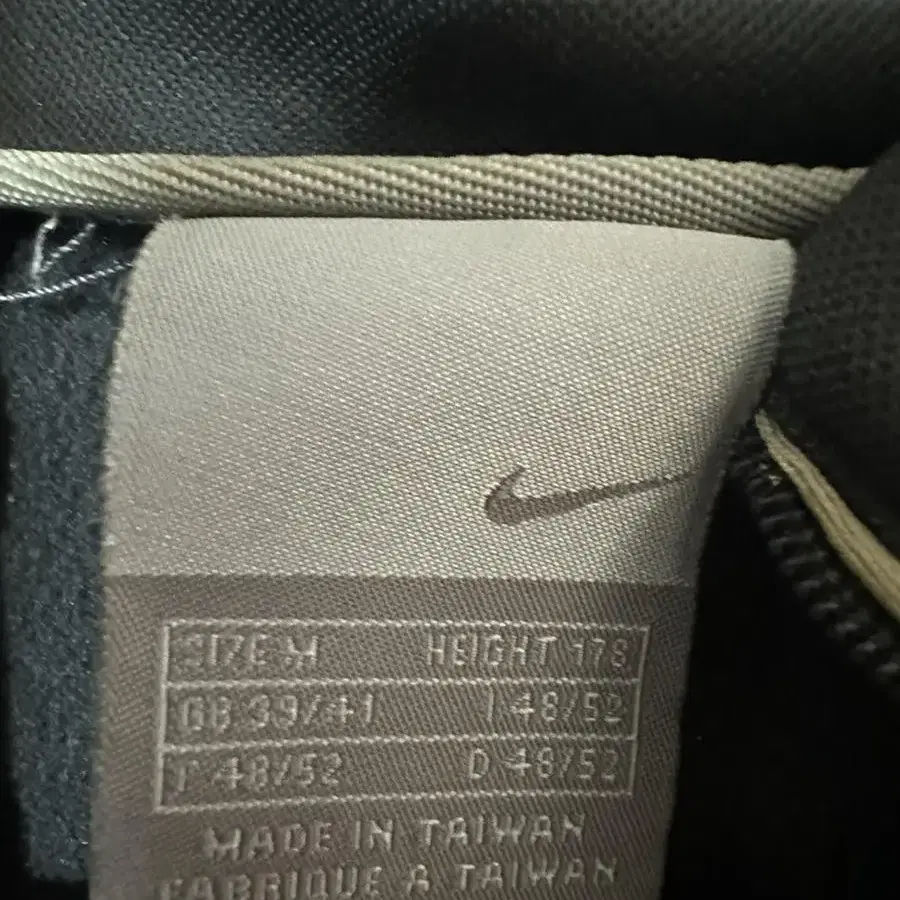 SIZE M HEIGHT 178
GB 39/41 I 48/52
F 48/52 D 48/52
MADE IN TAIWAN
FABRIQUE A TAIWAN